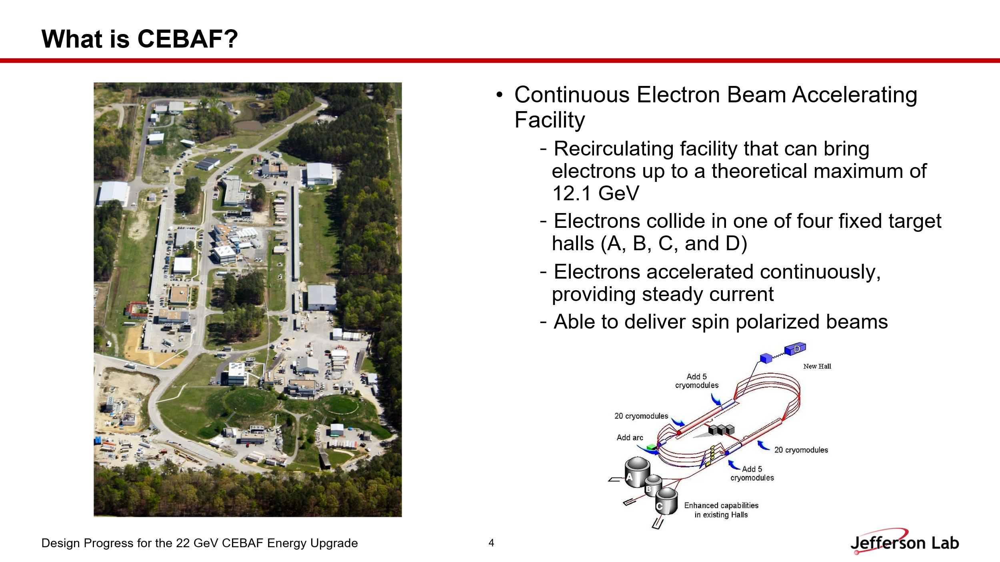 What is CEBAF?
• Continuous Electron Beam Accelerating
Facility
- Recirculating facility that can bring
electrons up to a theoretical maximum of
12.1 GeV
- Electrons collide in one of four fixed target
halls (A, B, C, and D)
- Electrons accelerated continuously,
providing steady current
- Able to deliver spin polarized beams
D
New Hall
Add 5
cryomodules
20 cryomodules
Add arc
20 cryomodules
Add 5
cryomodules
A
B
C
Enhanced capabilities
in existing Halls
Design Progress for the 22 GeV CEBAF Energy Upgrade
4
Jefferson Lab